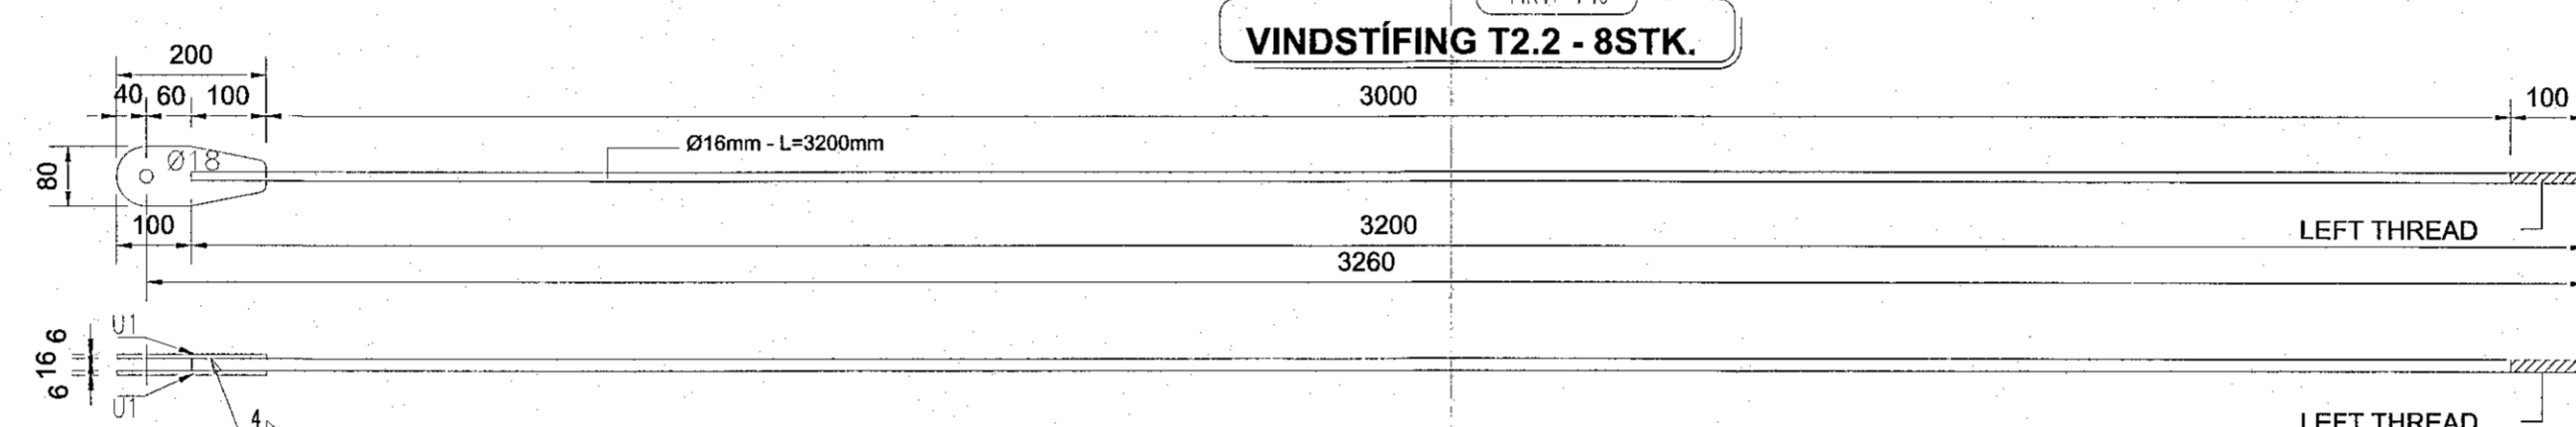 VINDSTÍFING T2.2 - 8STK.
200
40 60 100 3000 100
Ø16mm - L=3200mm
Ø18
80
100 3200 LEFT THREAD
3260
U1
6
16
6
U1
4
LEFT THREAD